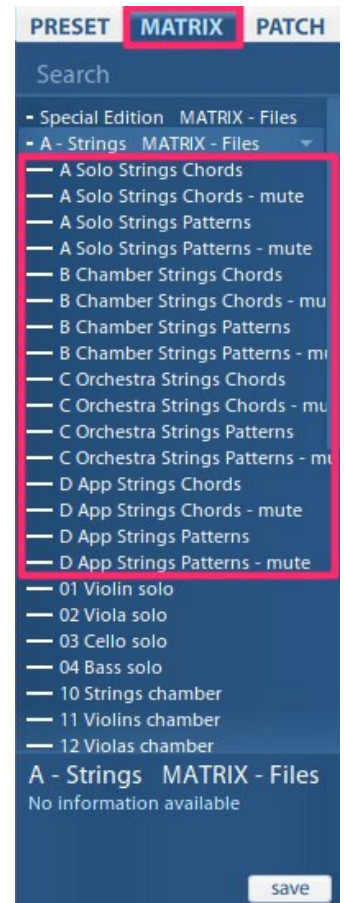 PRESET MATRIX PATCH
Search
- Special Edition MATRIX - Files
- A - Strings MATRIX - Files
A Solo Strings Chords
A Solo Strings Chords - mute
A Solo Strings Patterns
A Solo Strings Patterns - mute
B Chamber Strings Chords
B Chamber Strings Chords - mu
B Chamber Strings Patterns
B Chamber Strings Patterns - mu
C Orchestra Strings Chords
C Orchestra Strings Chords - mu
C Orchestra Strings Patterns
C Orchestra Strings Patterns - mu
D App Strings Chords
D App Strings Chords - mute
D App Strings Patterns
D App Strings Patterns - mute
01 Violin solo
02 Viola solo
03 Cello solo
04 Bass solo
10 Strings chamber
11 Violins chamber
12 Violas chamber
A - Strings MATRIX - Files
No information available
save